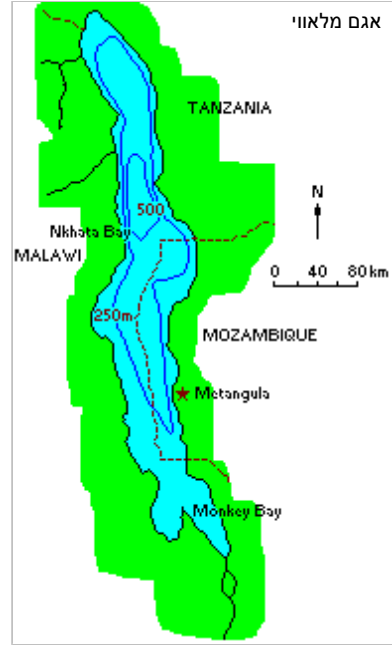 אגם מלאווי
TANZANIA
N
500
Nkhata Bay
MALAWI
0 40 80 km
250m
MOZAMBIQUE
Metangula
Monkey Bay